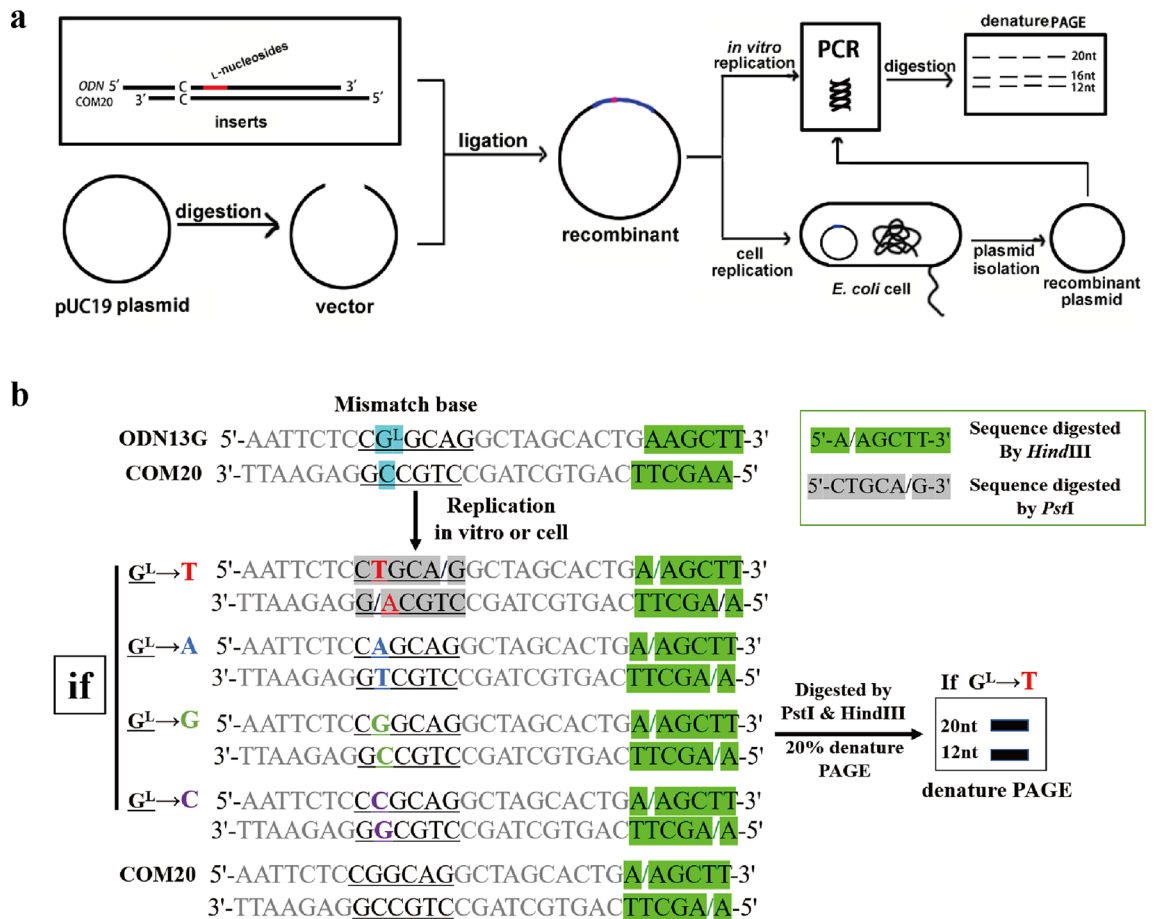 a
L-nucleosides
ODN 5′ C 3′
COM20 3′ C 5′
inserts
pUC19 plasmid
digestion
vector
ligation
recombinant
in vitro
replication
PCR
digestion
denature PAGE
20nt
16nt
12nt
cell
replication
E. coli cell
plasmid
isolation
recombinant
plasmid
b
Mismatch base
ODN13G 5'-AATTCTCCGᴸGCAGGCTAGCACTGAAGCTT-3'
COM20 3'-TTAAGAGGCCGTCCGATCGTGACTTCGAA-5'
Replication
in vitro or cell
5'-A/AGCTT-3' Sequence digested
By HindIII
5'-CTGCA/G-3' Sequence digested
by PstI
if
Gᴸ→T 5'-AATTCTCCTGCA/GGCTAGCACTGA/AGCTT-3'
3'-TTAAGAGG/ACGTCCGATCGTGACTTCGA/A-5'
Gᴸ→A 5'-AATTCTCCAGCAGGCTAGCACTGA/AGCTT-3'
3'-TTAAGAGGTCGTCCGATCGTGACTTCGA/A-5'
Gᴸ→G 5'-AATTCTCCGGCAGGCTAGCACTGA/AGCTT-3'
3'-TTAAGAGGCCGTCCGATCGTGACTTCGA/A-5'
Gᴸ→C 5'-AATTCTCCCGCAGGCTAGCACTGA/AGCTT-3'
3'-TTAAGAGGGCGTCCGATCGTGACTTCGA/A-5'
COM20 5'-AATTCTCCGGCAGGCTAGCACTGA/AGCTT-3'
3'-TTAAGAGGCCGTCCGATCGTGACTTCGA/A-5'
Digested by
PstI & HindIII
20% denature
PAGE
If Gᴸ→T
20nt
12nt
denature PAGE